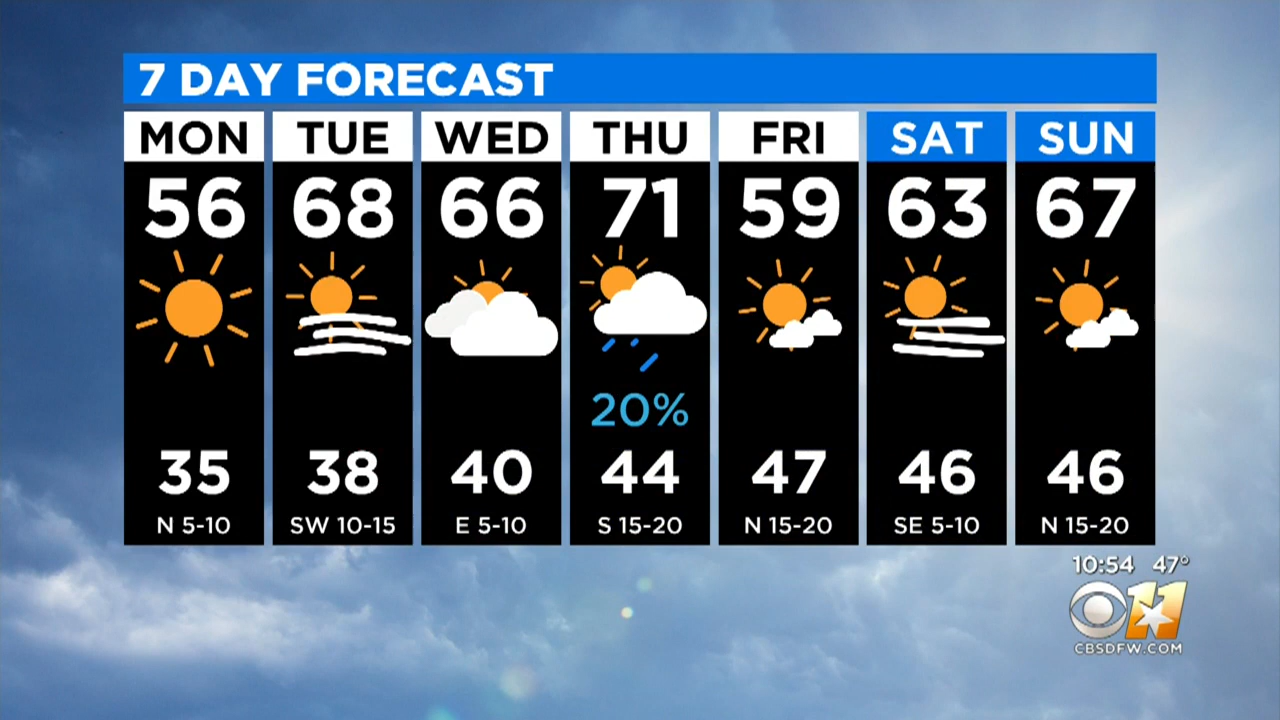 7 DAY FORECAST
MON TUE WED THU FRI SAT SUN
56 68 66 71 59 63 67
20%
35 38 40 44 47 46 46
N 5-10 SW 10-15 E 5-10 S 15-20 N 15-20 SE 5-10 N 15-20
10:54 47°
11
CBSDFW.COM